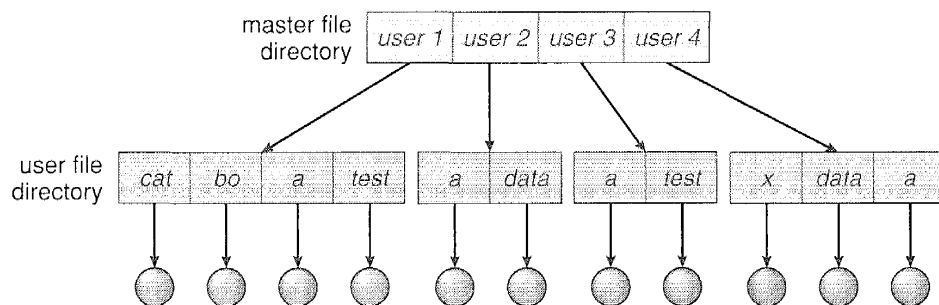 master file
directory
user 1 user 2 user 3 user 4
user file
directory
cat bo a test a data a test x data a